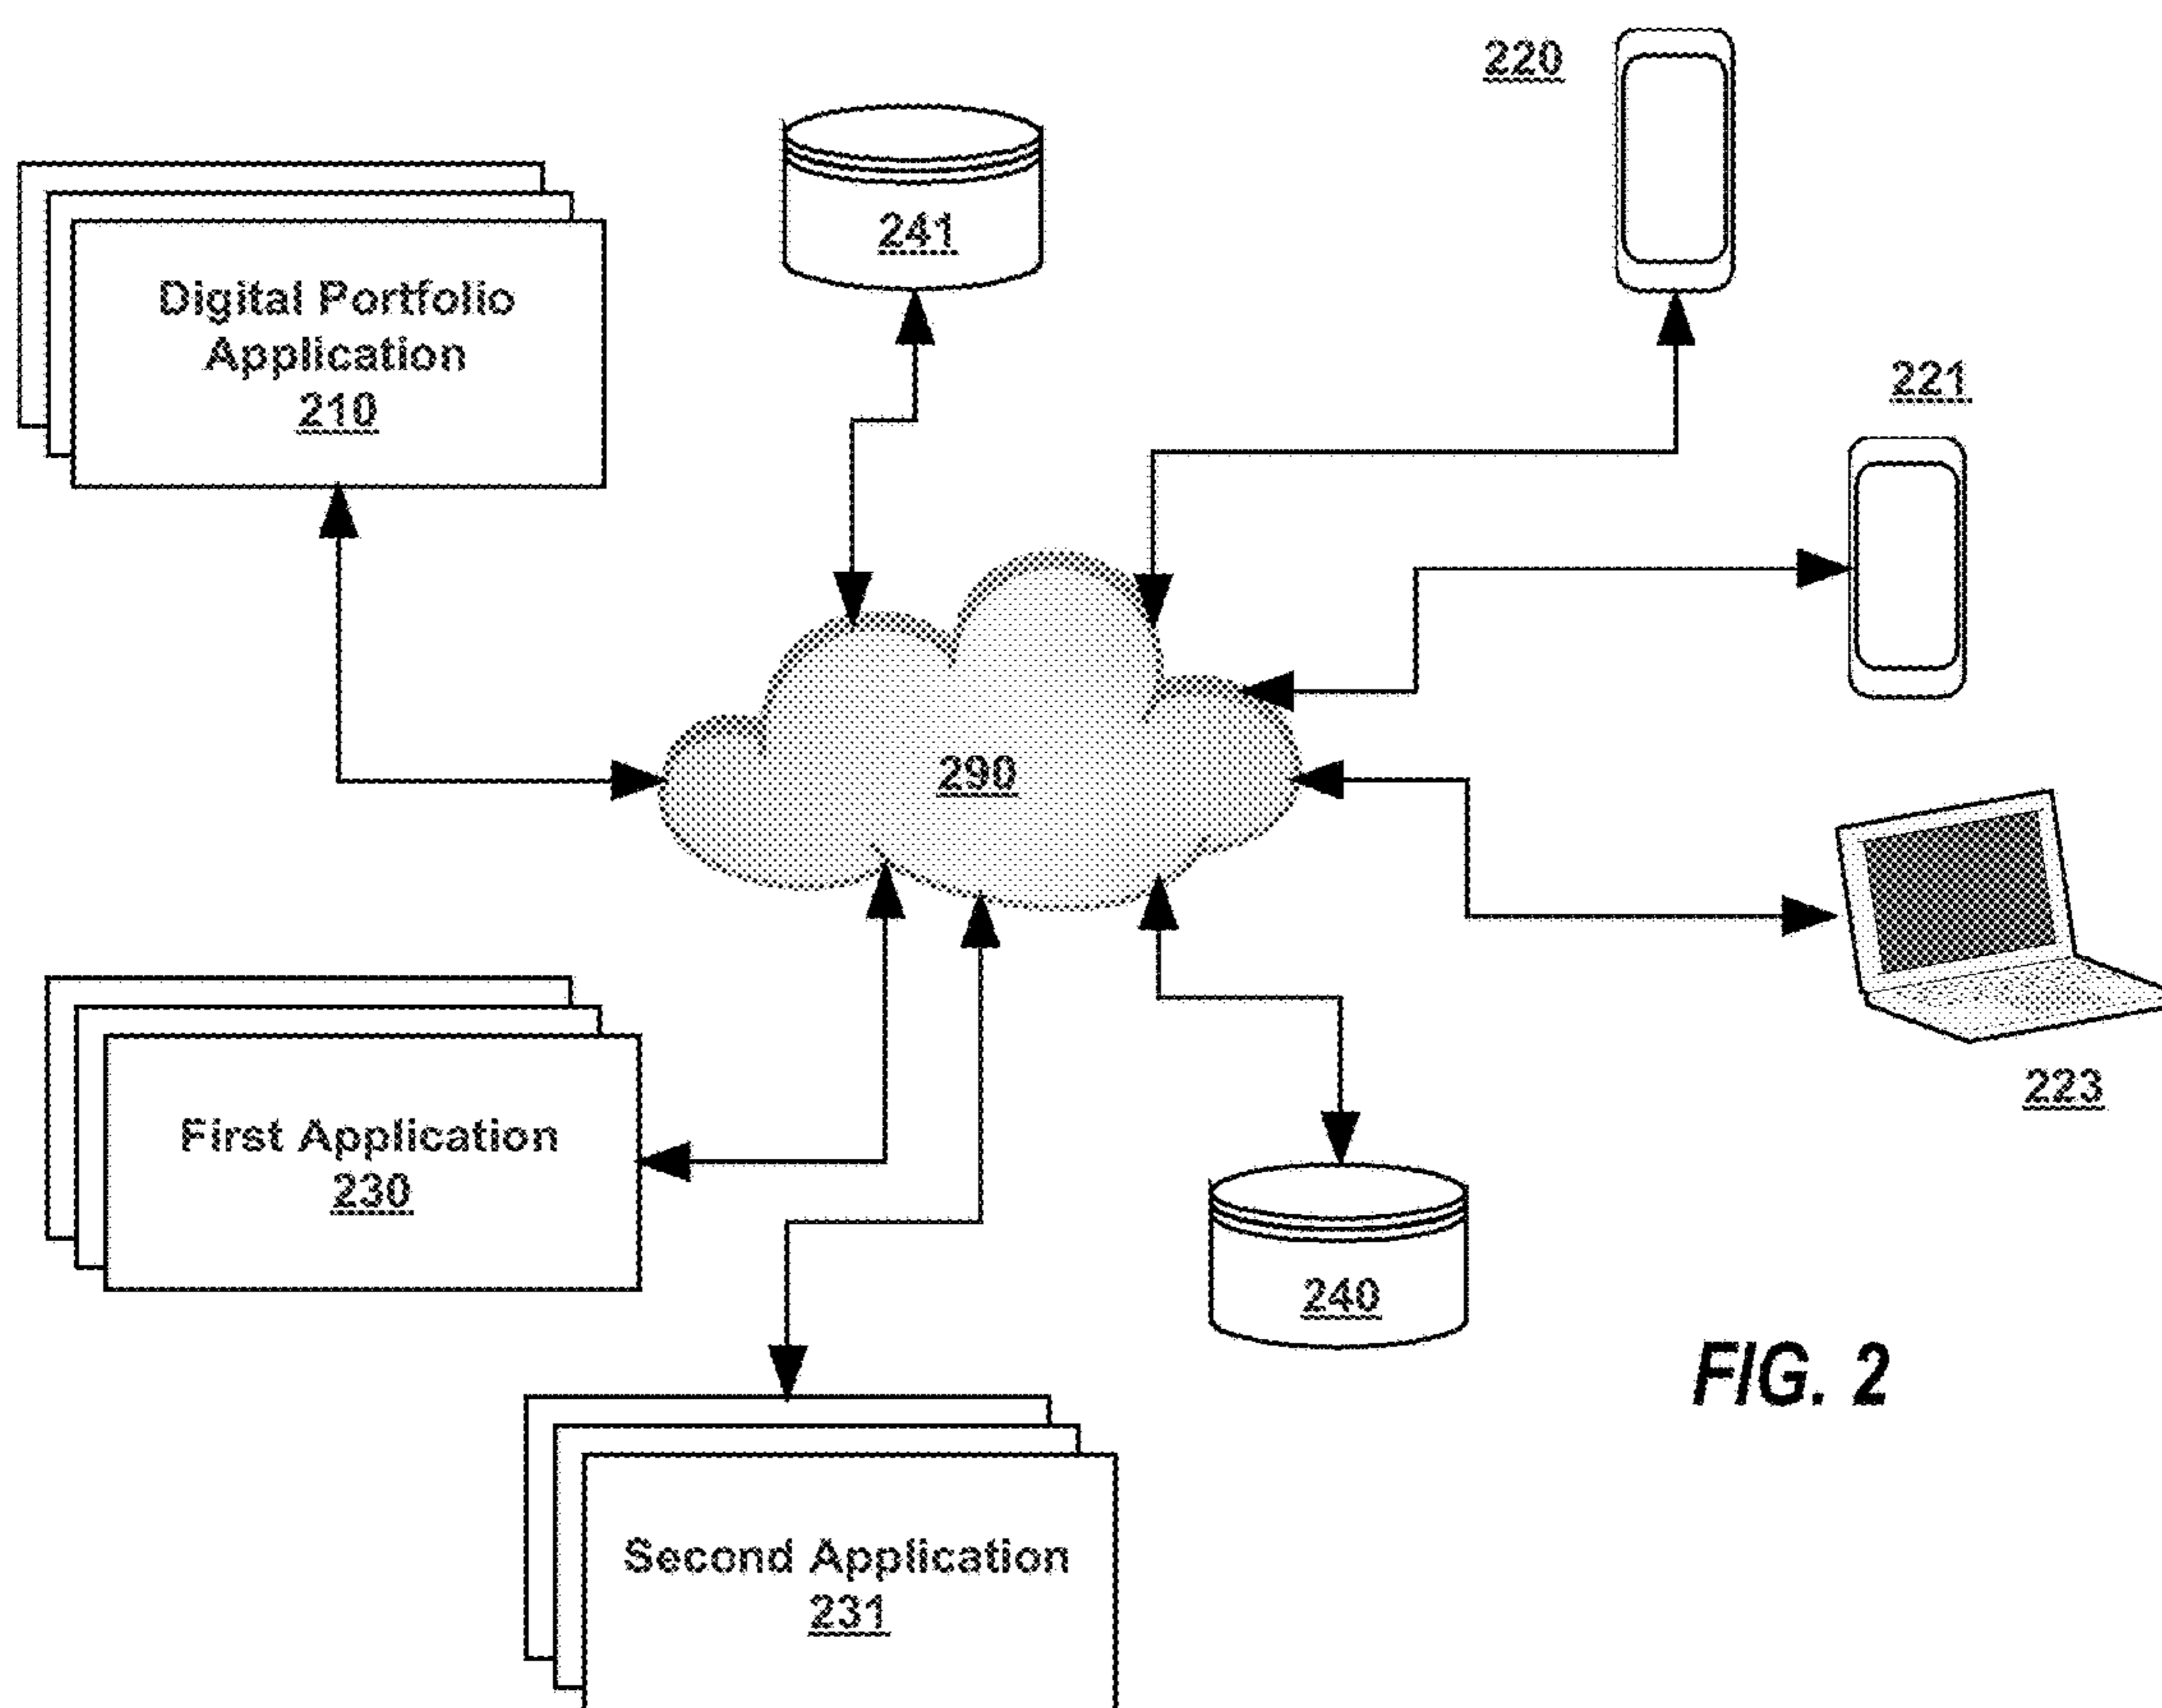 220
241
Digital Portfolio
Application
210
221
290
223
First Application
230
240
FIG. 2
Second Application
231